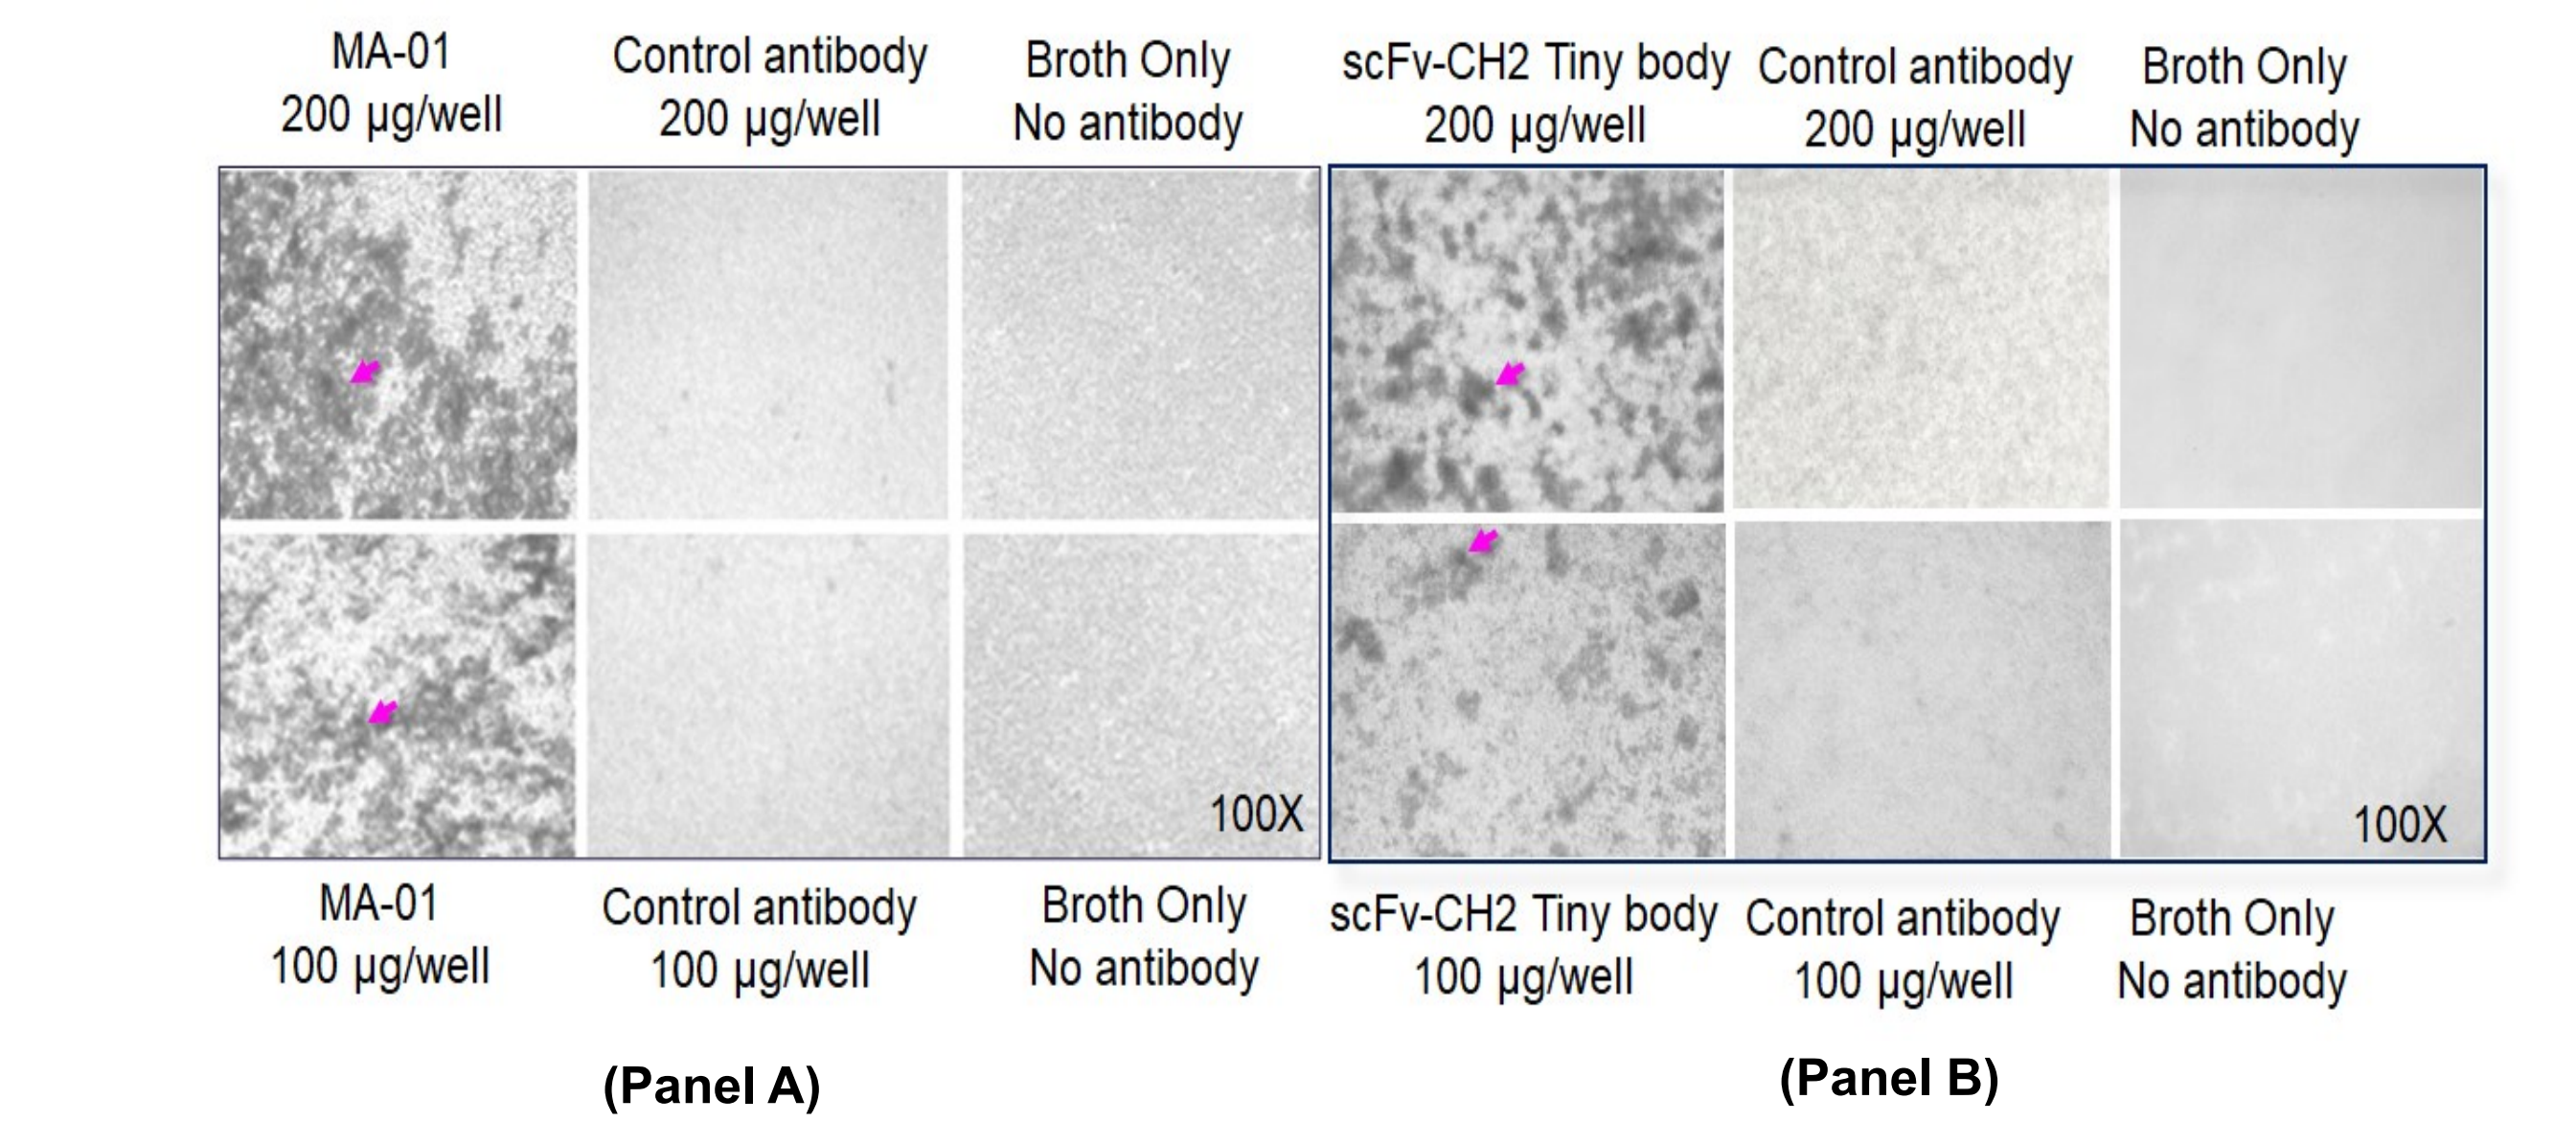 MA-01
200 µg/well
Control antibody
200 µg/well
Broth Only
No antibody
scFv-CH2 Tiny body
200 µg/well
Control antibody
200 µg/well
Broth Only
No antibody
100X
100X
MA-01
100 µg/well
Control antibody
100 µg/well
Broth Only
No antibody
scFv-CH2 Tiny body
100 µg/well
Control antibody
100 µg/well
Broth Only
No antibody
(Panel A)
(Panel B)